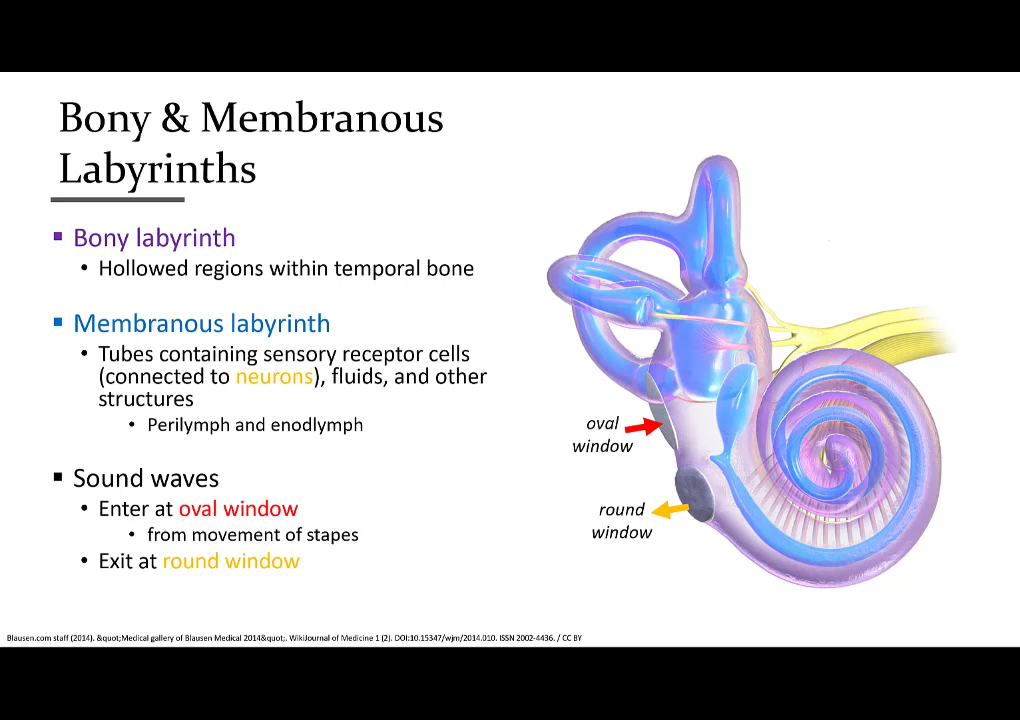 Bony & Membranous
Labyrinths
▪ Bony labyrinth
• Hollowed regions within temporal bone
▪ Membranous labyrinth
• Tubes containing sensory receptor cells
(connected to neurons), fluids, and other
structures
• Perilymph and enodlymph
▪ Sound waves
• Enter at oval window
• from movement of stapes
• Exit at round window
oval
window
round
window
Blausen.com staff (2014). &quot;Medical gallery of Blausen Medical 2014&quot;. WikiJournal of Medicine 1 (2). DOI:10.15347/wjm/2014.010. ISSN 2002-4436. / CC BY